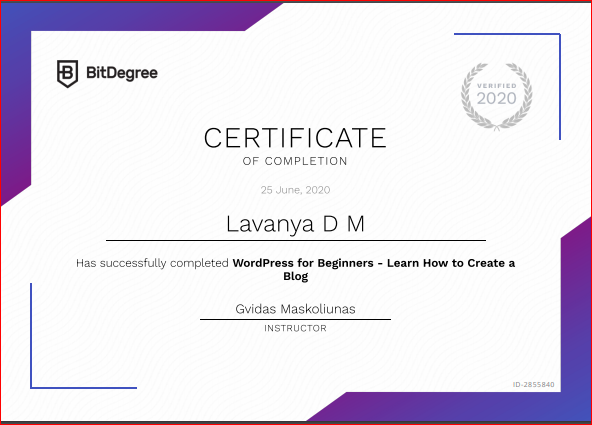 BitDegree
VERIFIED
2020
CERTIFICATE
OF COMPLETION
25 June, 2020
Lavanya D M
Has successfully completed WordPress for Beginners - Learn How to Create a
Blog
Gvidas Maskoliunas
INSTRUCTOR
ID-2855840